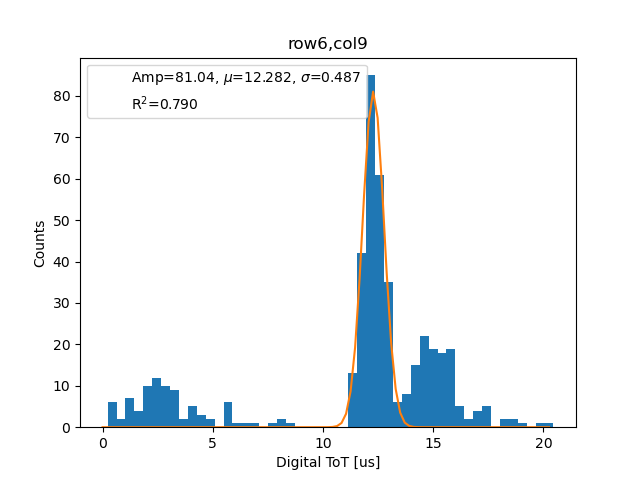 row6,col9
Amp=81.04, μ=12.282, σ=0.487
R²=0.790
80
70
60
50
40
30
20
10
0
Counts
0 5 10 15 20
Digital ToT [us]